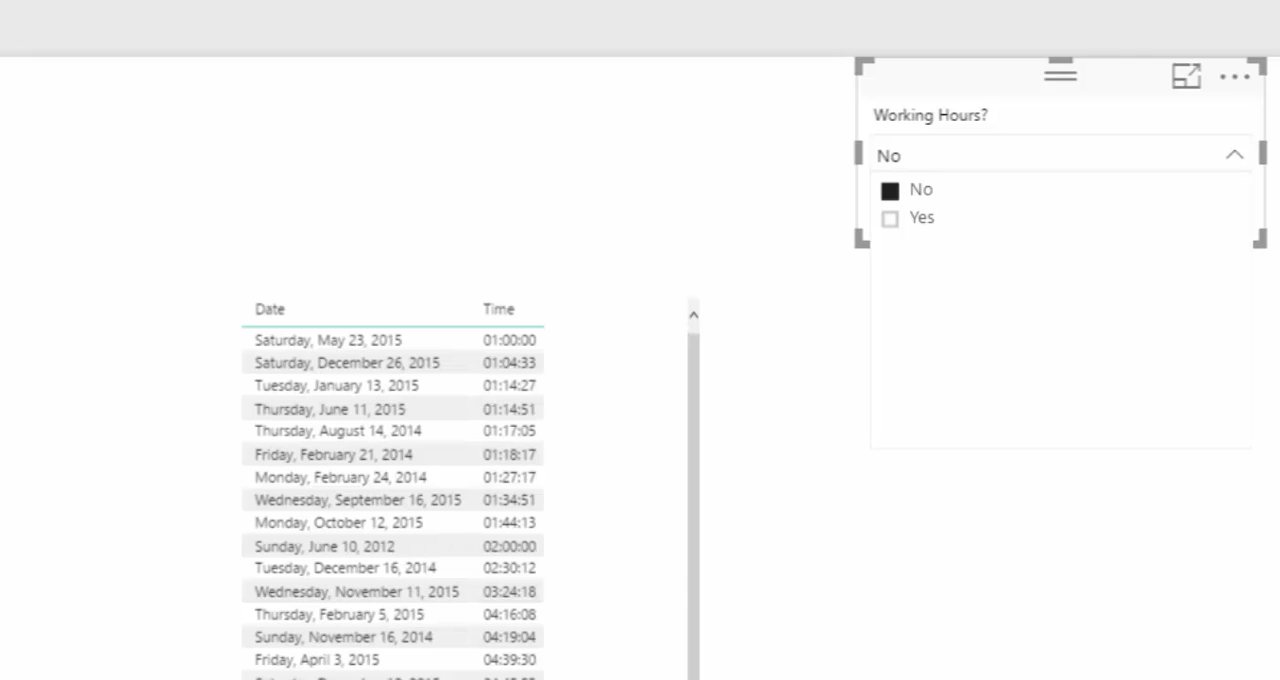 Working Hours?
No
No
Yes
Date Time
Saturday, May 23, 2015 01:00:00
Saturday, December 26, 2015 01:04:33
Tuesday, January 13, 2015 01:14:27
Thursday, June 11, 2015 01:14:51
Thursday, August 14, 2014 01:17:05
Friday, February 21, 2014 01:18:17
Monday, February 24, 2014 01:27:17
Wednesday, September 16, 2015 01:34:51
Monday, October 12, 2015 01:44:13
Sunday, June 10, 2012 02:00:00
Tuesday, December 16, 2014 02:30:12
Wednesday, November 11, 2015 03:24:18
Thursday, February 5, 2015 04:16:08
Sunday, November 16, 2014 04:19:04
Friday, April 3, 2015 04:39:30